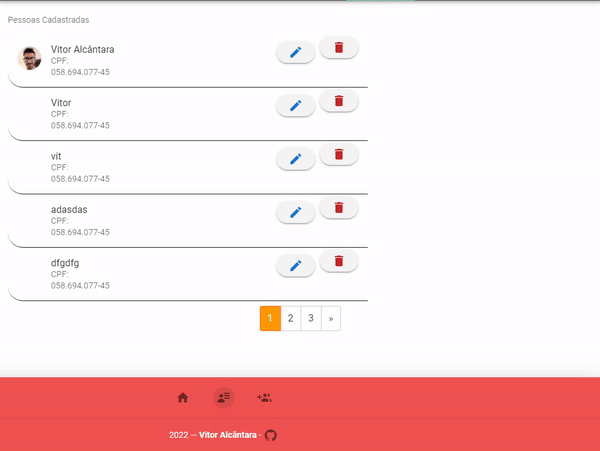 Pessoas Cadastradas
Vitor Alcântara
CPF:
058.694.077-45
Vitor
CPF:
058.694.077-45
vit
CPF:
058.694.077-45
adasdas
CPF:
058.694.077-45
dfgdfg
CPF:
058.694.077-45
1 2 3 »
2022 — Vitor Alcântara -